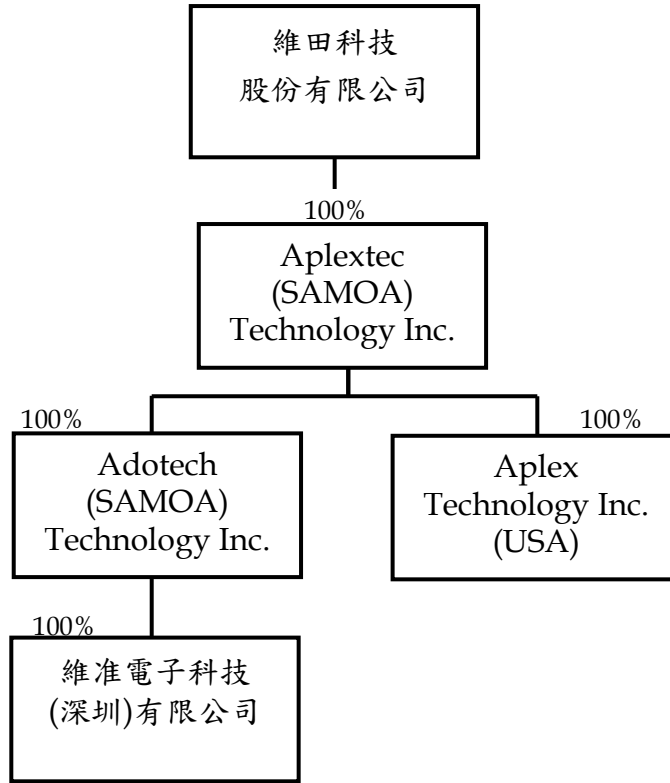 維田科技
股份有限公司
100%
Aplextec
(SAMOA)
Technology Inc.
100%
Adotech
(SAMOA)
Technology Inc.
100%
Aplex
Technology Inc.
(USA)
100%
維准電子科技
(深圳)有限公司